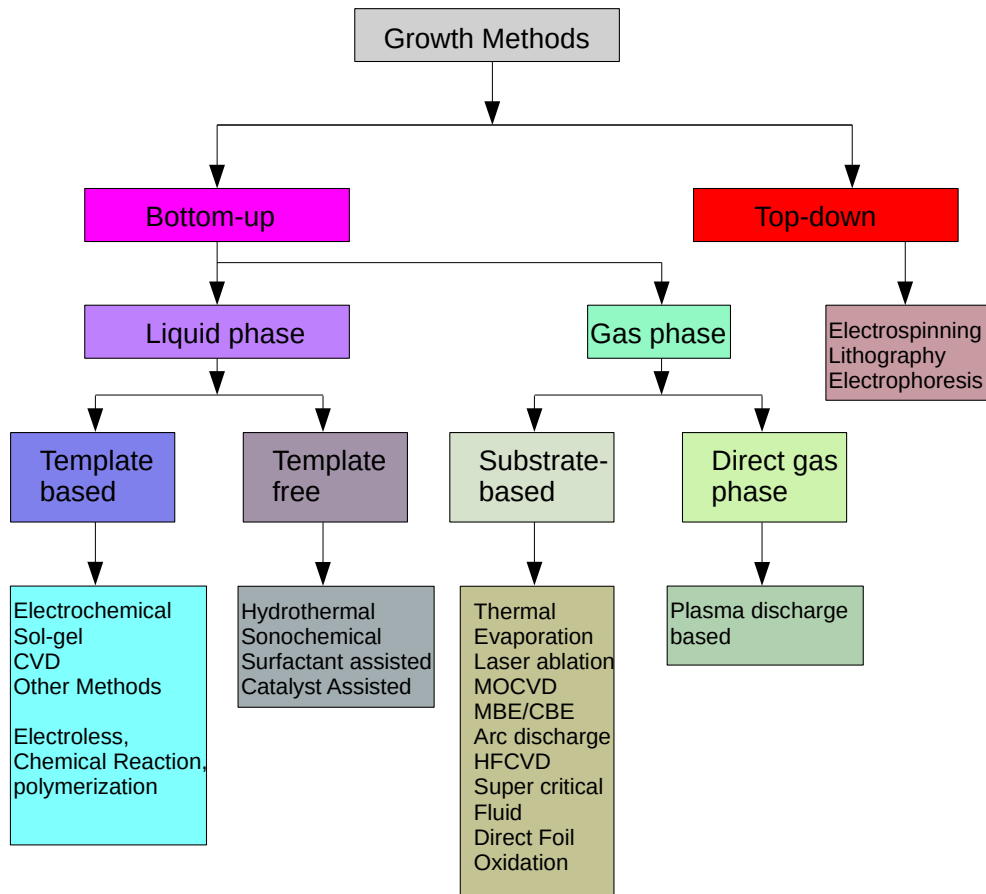 Growth Methods
Bottom-up
Top-down
Liquid phase
Gas phase
Electrospinning
Lithography
Electrophoresis
Template
based
Template
free
Substrate-
based
Direct gas
phase
Electrochemical
Sol-gel
CVD
Other Methods
Electroless,
Chemical Reaction,
polymerization
Hydrothermal
Sonochemical
Surfactant assisted
Catalyst Assisted
Thermal
Evaporation
Laser ablation
MOCVD
MBE/CBE
Arc discharge
HFCVD
Super critical
Fluid
Direct Foil
Oxidation
Plasma discharge
based